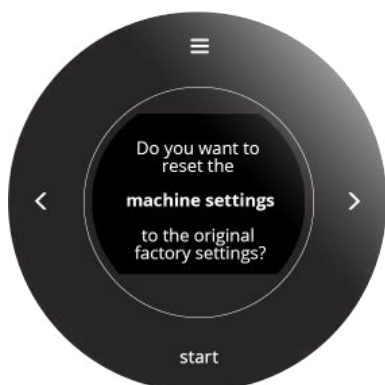 Do you want to
reset the
machine settings
to the original
factory settings?
start